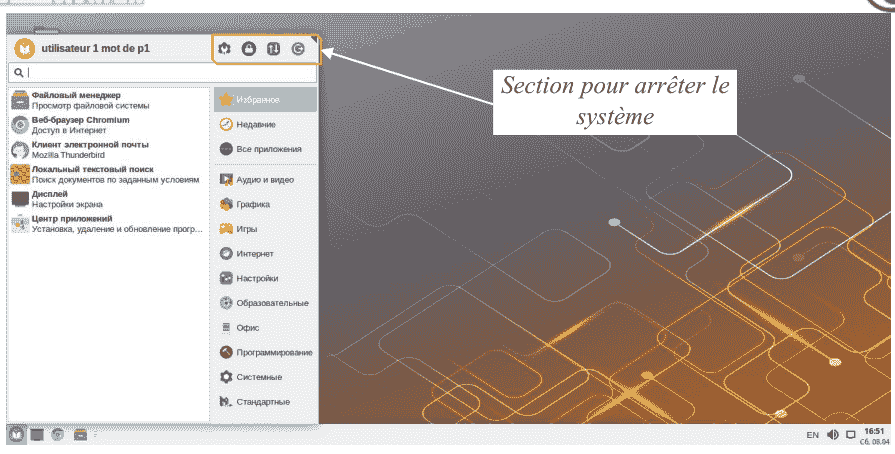 utilisateur 1 mot de p1
Файловый менеджер
Просмотр файловой системы
Веб-браузер Chromium
Доступ в Интернет
Клиент электронной почты
Mozilla Thunderbird
Локальный текстовый поиск
Поиск документов по заданным условиям
Дисплей
Настройки экрана
Центр приложений
Установка, удаление и обновление прогр...
Избранное
Недавние
Все приложения
Аудио и видео
Графика
Игры
Интернет
Настройки
Образовательные
Офис
Программирование
Системные
Стандартные
Section pour arrêter le
système
EN
16:51
Сб, 08.04